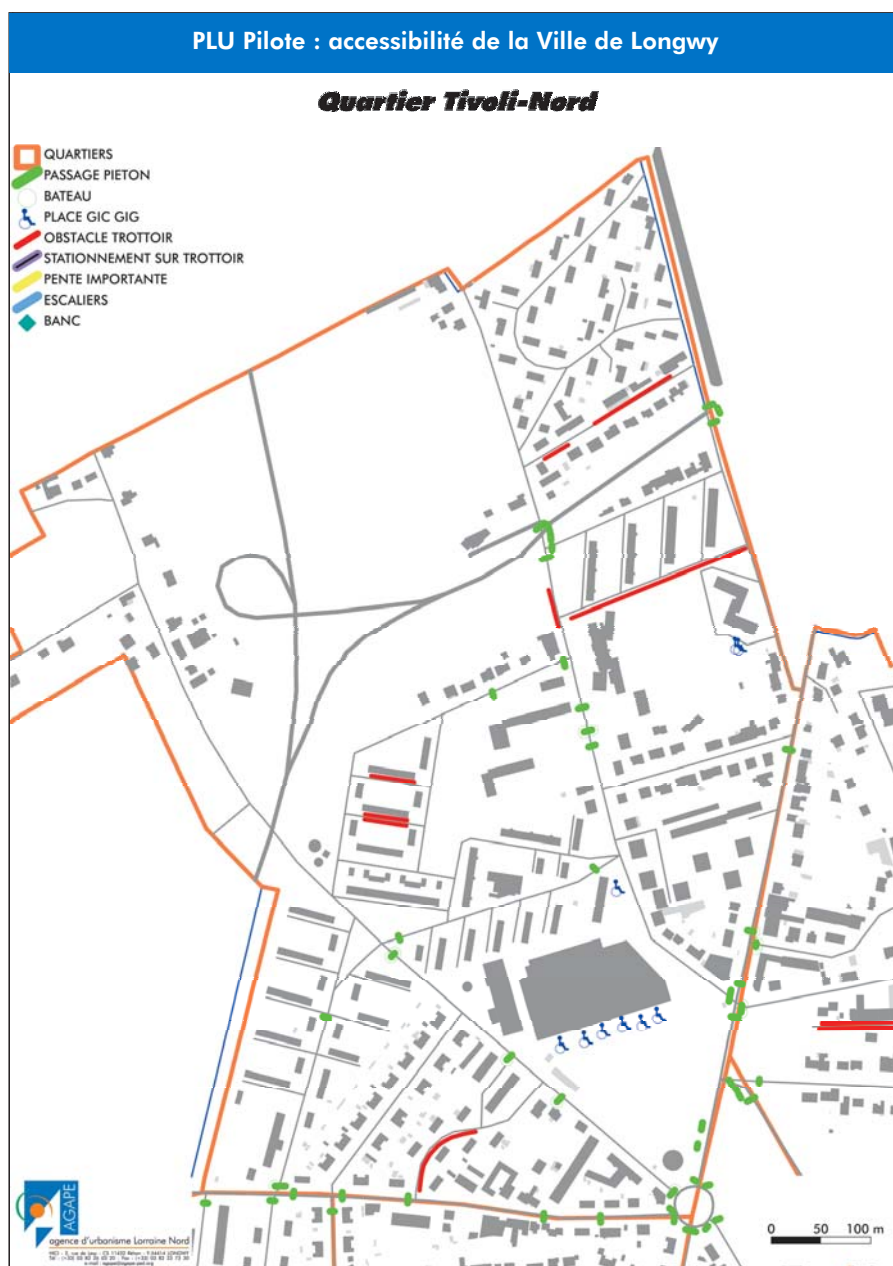 PLU Pilote : accessibilité de la Ville de Longwy
Quartier Tivoli-Nord
QUARTIERS
PASSAGE PIETON
BATEAU
PLACE GIC GIG
OBSTACLE TROTTOIR
STATIONNEMENT SUR TROTTOIR
PENTE IMPORTANTE
ESCALIERS
BANC
AGAPE
agence d'urbanisme Lorraine Nord
0 50 100 m